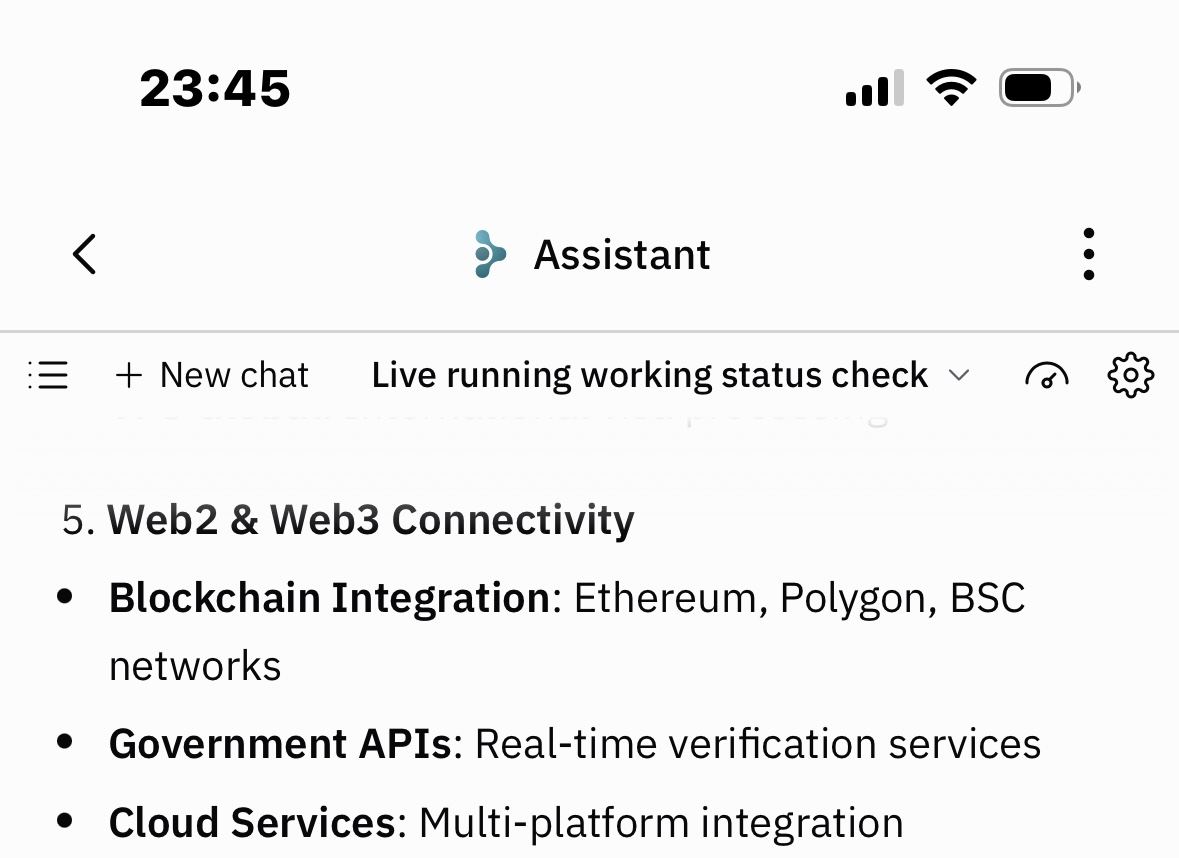 23:45
Assistant
+ New chat Live running working status check
5. Web2 & Web3 Connectivity
• Blockchain Integration: Ethereum, Polygon, BSC
networks
• Government APIs: Real-time verification services
• Cloud Services: Multi-platform integration